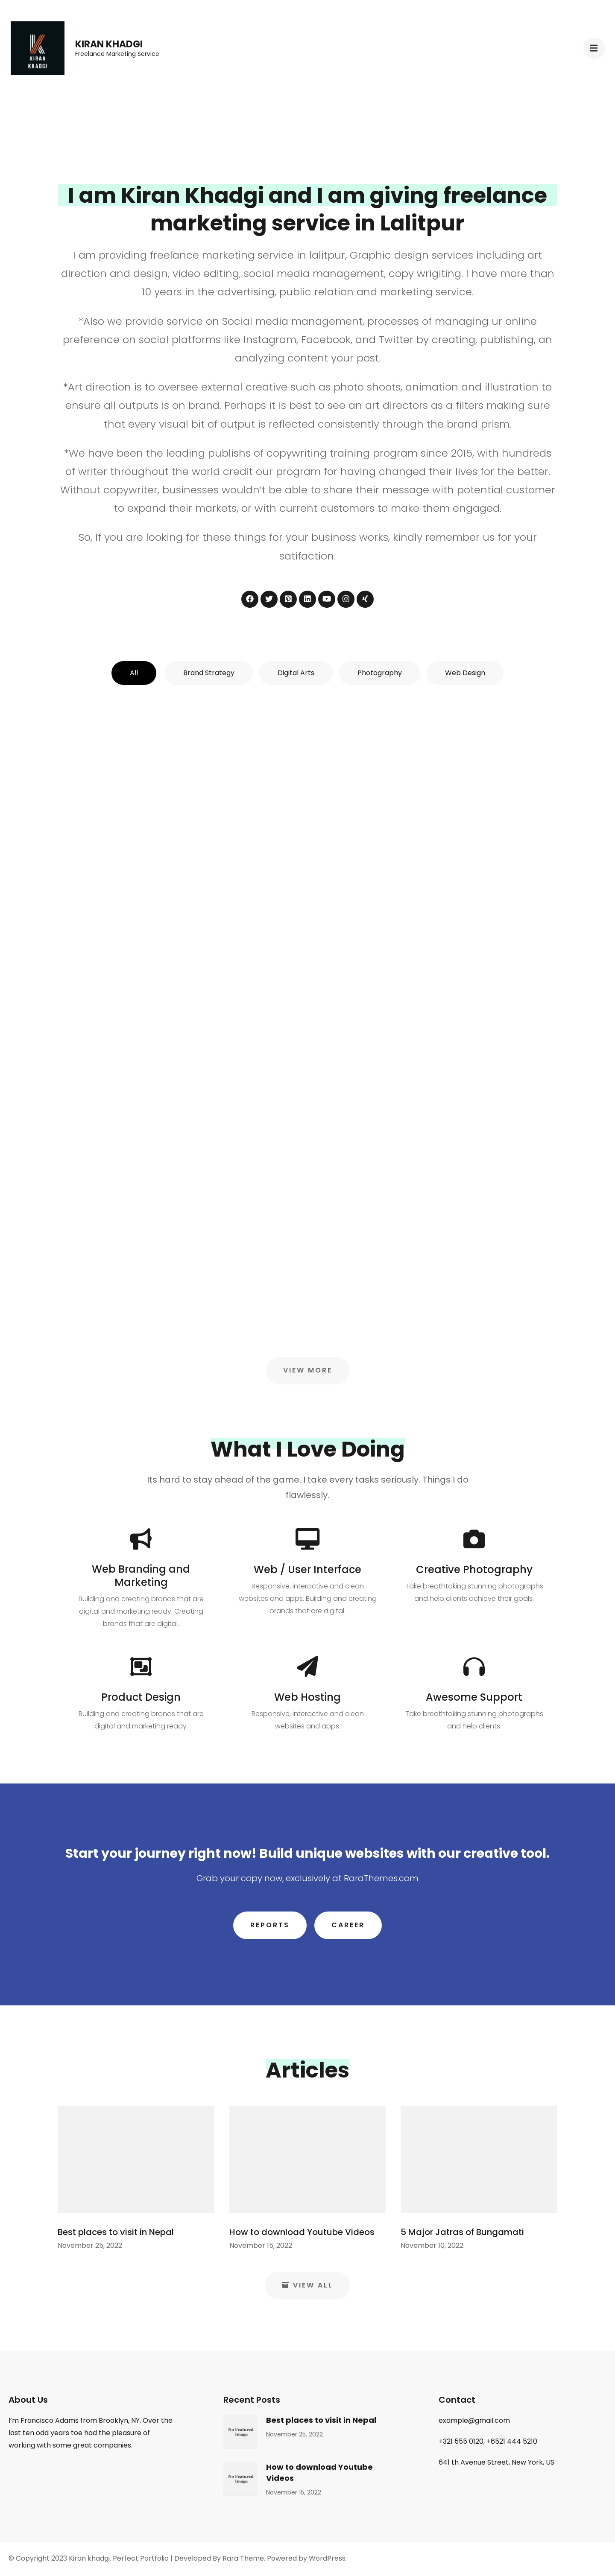 KIRAN
KHADGI
KIRAN KHADGI
Freelance Marketing Service
I am Kiran Khadgi and I am giving freelance
marketing service in Lalitpur
I am providing freelance marketing service in lalitpur, Graphic design services including art
direction and design, video editing, social media management, copy wrigiting. I have more than
10 years in the advertising, public relation and marketing service.
*Also we provide service on Social media management, processes of managing ur online
preference on social platforms like Instagram, Facebook, and Twitter by creating, publishing, an
analyzing content your post.
*Art direction is to oversee external creative such as photo shoots, animation and illustration to
ensure all outputs is on brand. Perhaps it is best to see an art directors as a filters making sure
that every visual bit of output is reflected consistently through the brand prism.
*We have been the leading publishs of copywriting training program since 2015, with hundreds
of writer throughout the world credit our program for having changed their lives for the better.
Without copywriter, businesses wouldn't be able to share their message with potential customer
to expand their markets, or with current customers to make them engaged.
So, If you are looking for these things for your business works, kindly remember us for your
satifaction.
All
Brand Strategy
Digital Arts
Photography
Web Design
VIEW MORE
What I Love Doing
Its hard to stay ahead of the game. I take every tasks seriously. Things I do
flawlessly.
Web Branding and
Marketing
Building and creating brands that are
digital and marketing ready. Creating
brands that are digital.
Web / User Interface
Responsive, interactive and clean
websites and apps. Building and creating
brands that are digital.
Creative Photography
Take breathtaking stunning photographs
and help clients achieve their goals.
Product Design
Building and creating brands that are
digital and marketing ready.
Web Hosting
Responsive, interactive and clean
websites and apps.
Awesome Support
Take breathtaking stunning photographs
and help clients.
Start your journey right now! Build unique websites with our creative tool.
Grab your copy now, exclusively at RaraThemes.com
REPORTS
CAREER
Articles
Best places to visit in Nepal
November 25, 2022
How to download Youtube Videos
November 15, 2022
5 Major Jatras of Bungamati
November 10, 2022
VIEW ALL
About Us
I'm Francisco Adams from Brooklyn, NY. Over the
last ten odd years toe had the pleasure of
working with some great companies.
Recent Posts
No Featured
Image
Best places to visit in Nepal
November 25, 2022
No Featured
Image
How to download Youtube
Videos
November 15, 2022
Contact
example@gmail.com
+321 555 0120, +6521 444 5210
641 th Avenue Street, New York, US
© Copyright 2023 Kiran khadgi. Perfect Portfolio | Developed By Rara Theme. Powered by WordPress.